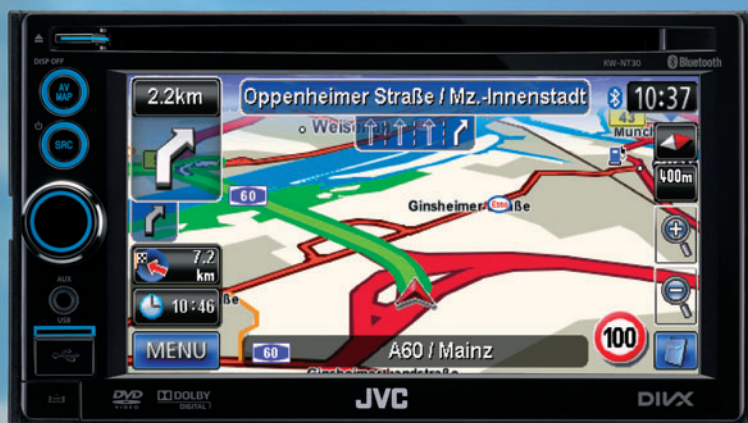 DISP OFF
KW-NT30
Bluetooth
AV
MAP
SRC
AUX
USB
2.2km
Oppenheimer Straße / Mz.-Innenstadt
10:37
43
60
Ginsheimer
Esso
ße
400m
7.2
km
10:46
ße
MENU
60
A60 / Mainz
100
DVD
VIDEO
DOLBY
DIGITAL
JVC
DIVX